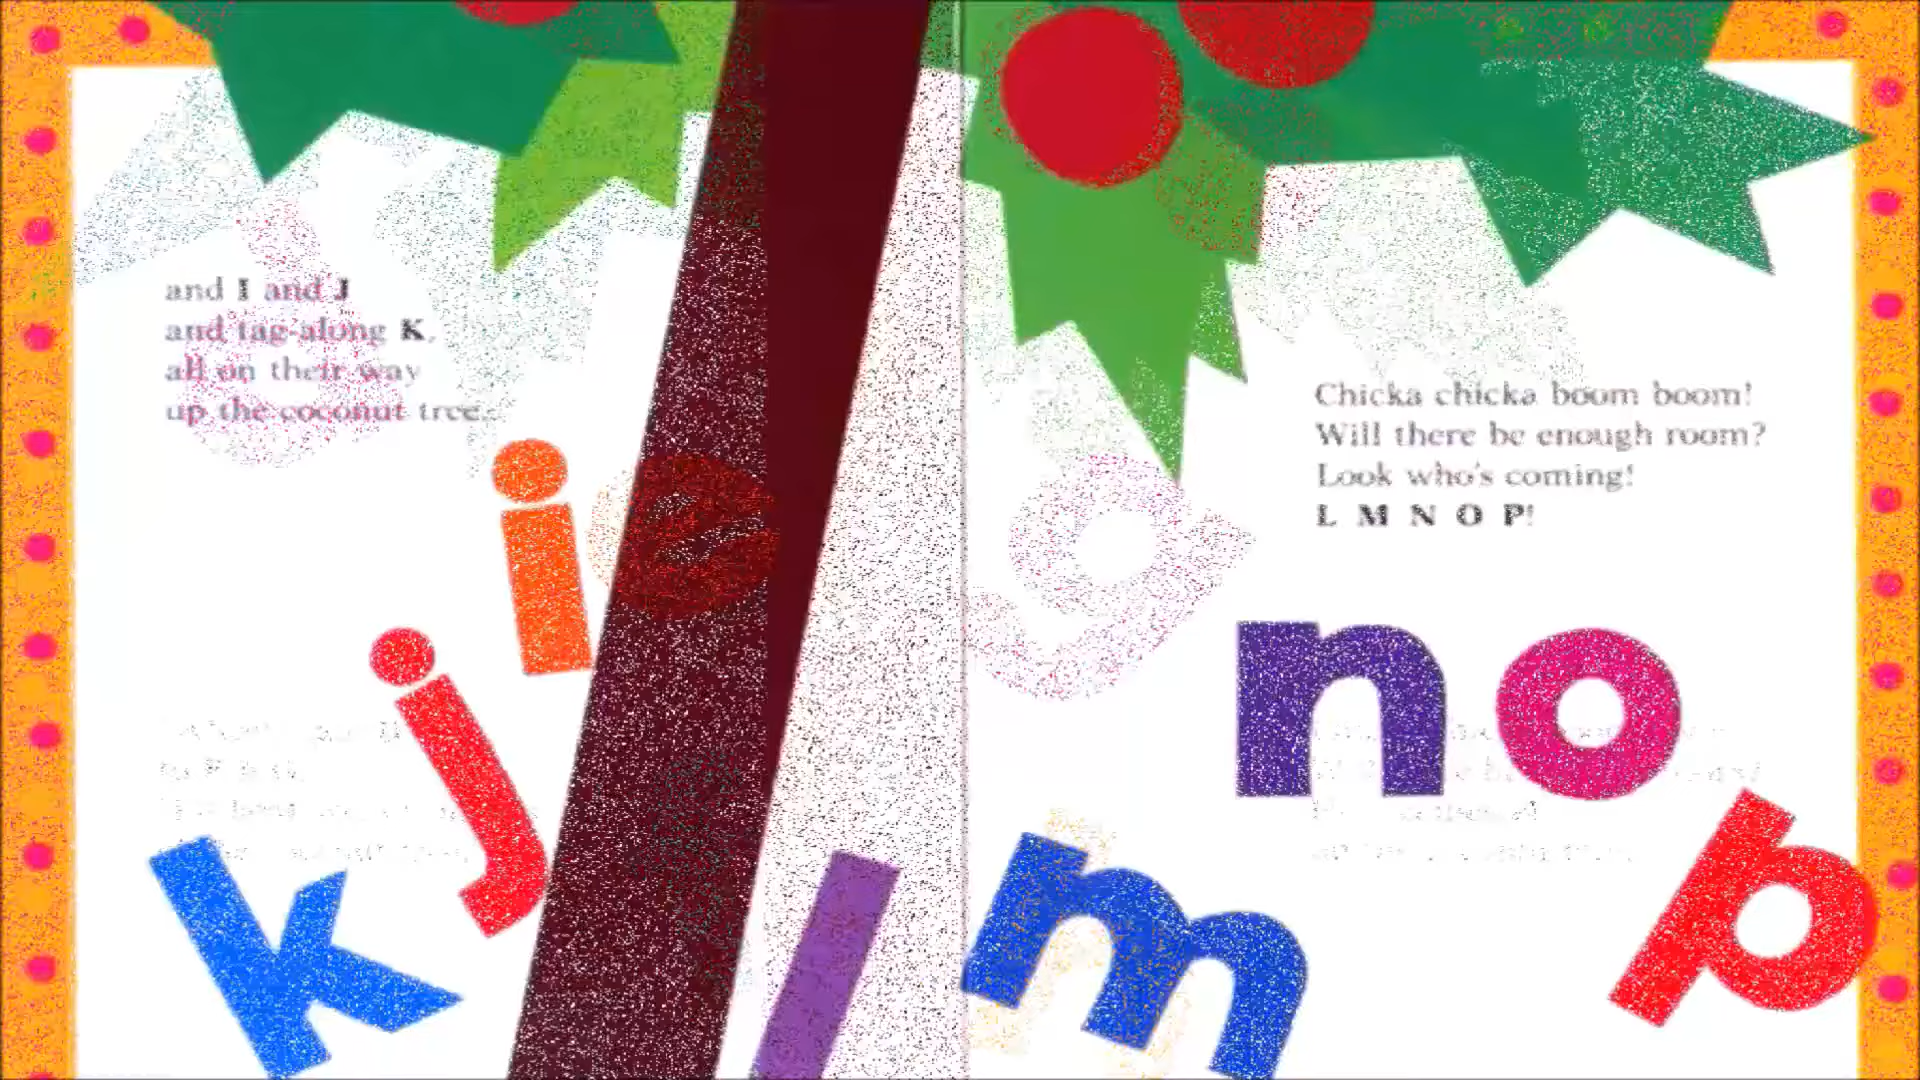 and I and J
and tag-along K,
all on their way
up the coconut tree.
Chicka chicka boom boom!
Will there be enough room?
Look who's coming!
L M N O P!
i
j
k
l
m
n
o
p
e
g